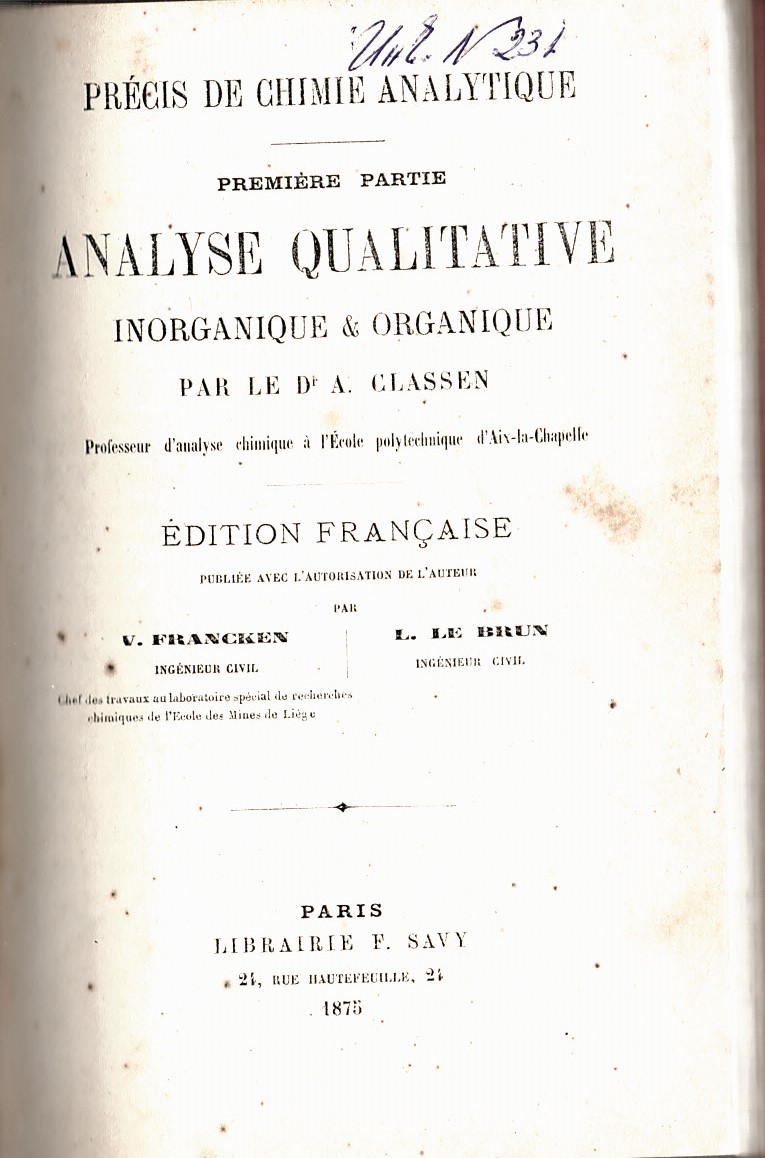 N 231
PRÉCIS DE CHIMIE ANALYTIQUE
PREMIÈRE PARTIE
ANALYSE QUALITATIVE
INORGANIQUE & ORGANIQUE
PAR LE Dr A. CLASSEN
Professeur d'analyse chimique à l'École polytechnique d'Aix-la-Chapelle
ÉDITION FRANÇAISE
PUBLIÉE AVEC L'AUTORISATION DE L'AUTEUR
PAR
V. FRANCKEN
INGÉNIEUR CIVIL
Chef des travaux au laboratoire spécial de recherches
chimiques de l'Ecole des Mines de Liège
L. LE BRUN
INGÉNIEUR CIVIL
PARIS
LIBRAIRIE F. SAVY
24, RUE HAUTEFEUILLE, 24
1875